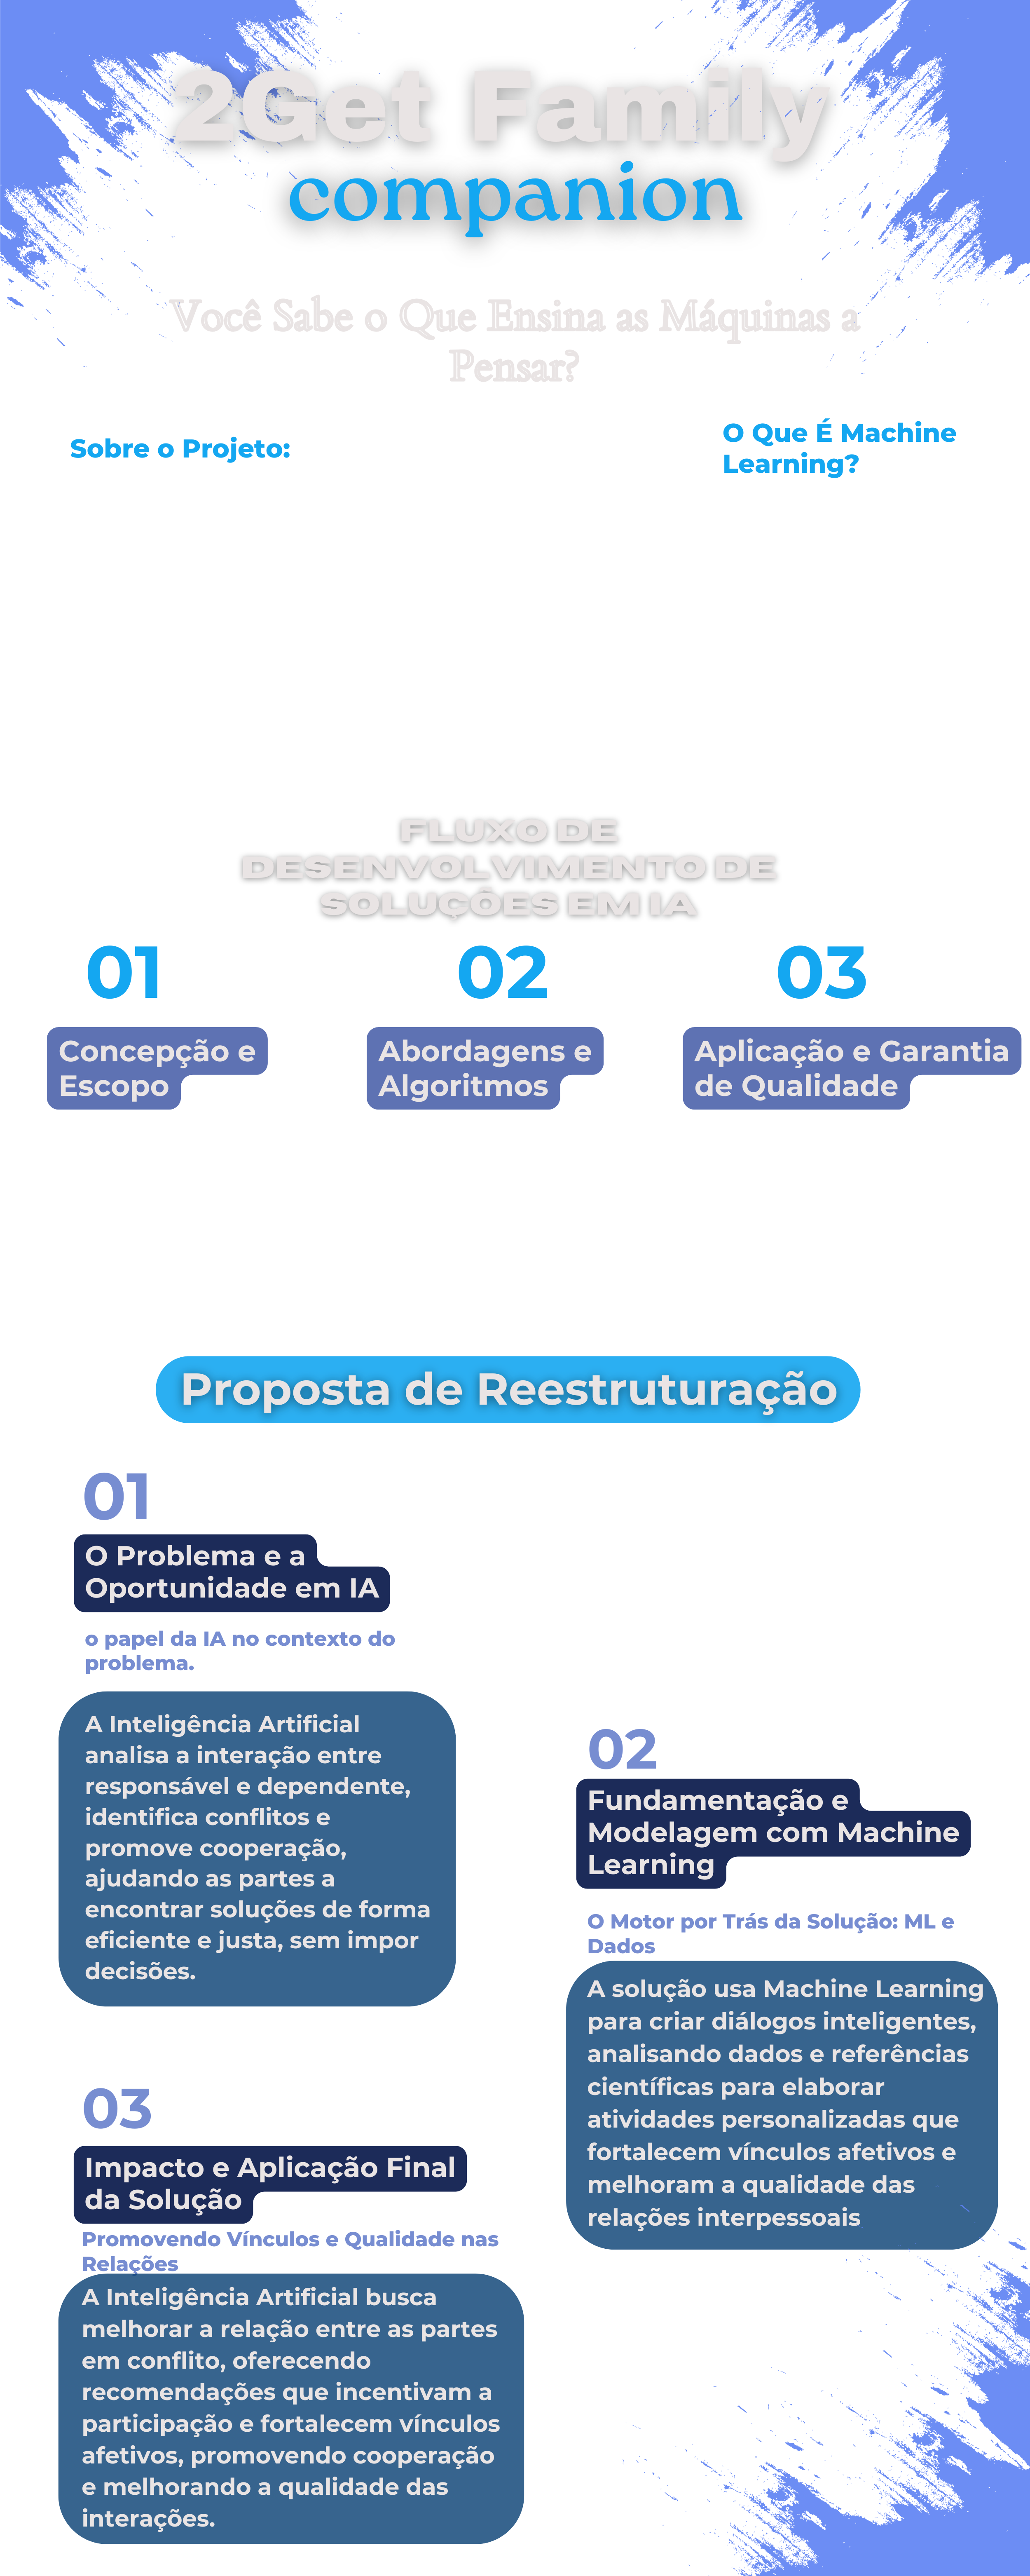 2Get Family
companion
Você Sabe o Que Ensina as Máquinas a
Pensar?
Sobre o Projeto:
O Que É Machine
Learning?
FLUXO DE
DESENVOLVIMENTO DE
SOLUÇÕES EM IA
01
Concepção e
Escopo
02
Abordagens e
Algoritmos
03
Aplicação e Garantia
de Qualidade
Proposta de Reestruturação
01
O Problema e a
Oportunidade em IA
o papel da IA no contexto do
problema.
A Inteligência Artificial
analisa a interação entre
responsável e dependente,
identifica conflitos e
promove cooperação,
ajudando as partes a
encontrar soluções de forma
eficiente e justa, sem impor
decisões.
02
Fundamentação e
Modelagem com Machine
Learning
O Motor por Trás da Solução: ML e
Dados
A solução usa Machine Learning
para criar diálogos inteligentes,
analisando dados e referências
científicas para elaborar
atividades personalizadas que
fortalecem vínculos afetivos e
melhoram a qualidade das
relações interpessoais
03
Impacto e Aplicação Final
da Solução
Promovendo Vínculos e Qualidade nas
Relações
A Inteligência Artificial busca
melhorar a relação entre as partes
em conflito, oferecendo
recomendações que incentivam a
participação e fortalecem vínculos
afetivos, promovendo cooperação
e melhorando a qualidade das
interações.